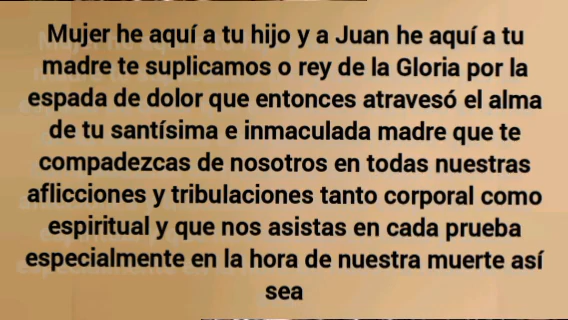 Mujer he aquí a tu hijo y a Juan he aquí a tu
madre te suplicamos o rey de la Gloria por la
espada de dolor que entonces atravesó el alma
de tu santísima e inmaculada madre que te
compadezcas de nosotros en todas nuestras
aflicciones y tribulaciones tanto corporal como
espiritual y que nos asistas en cada prueba
especialmente en la hora de nuestra muerte así
sea